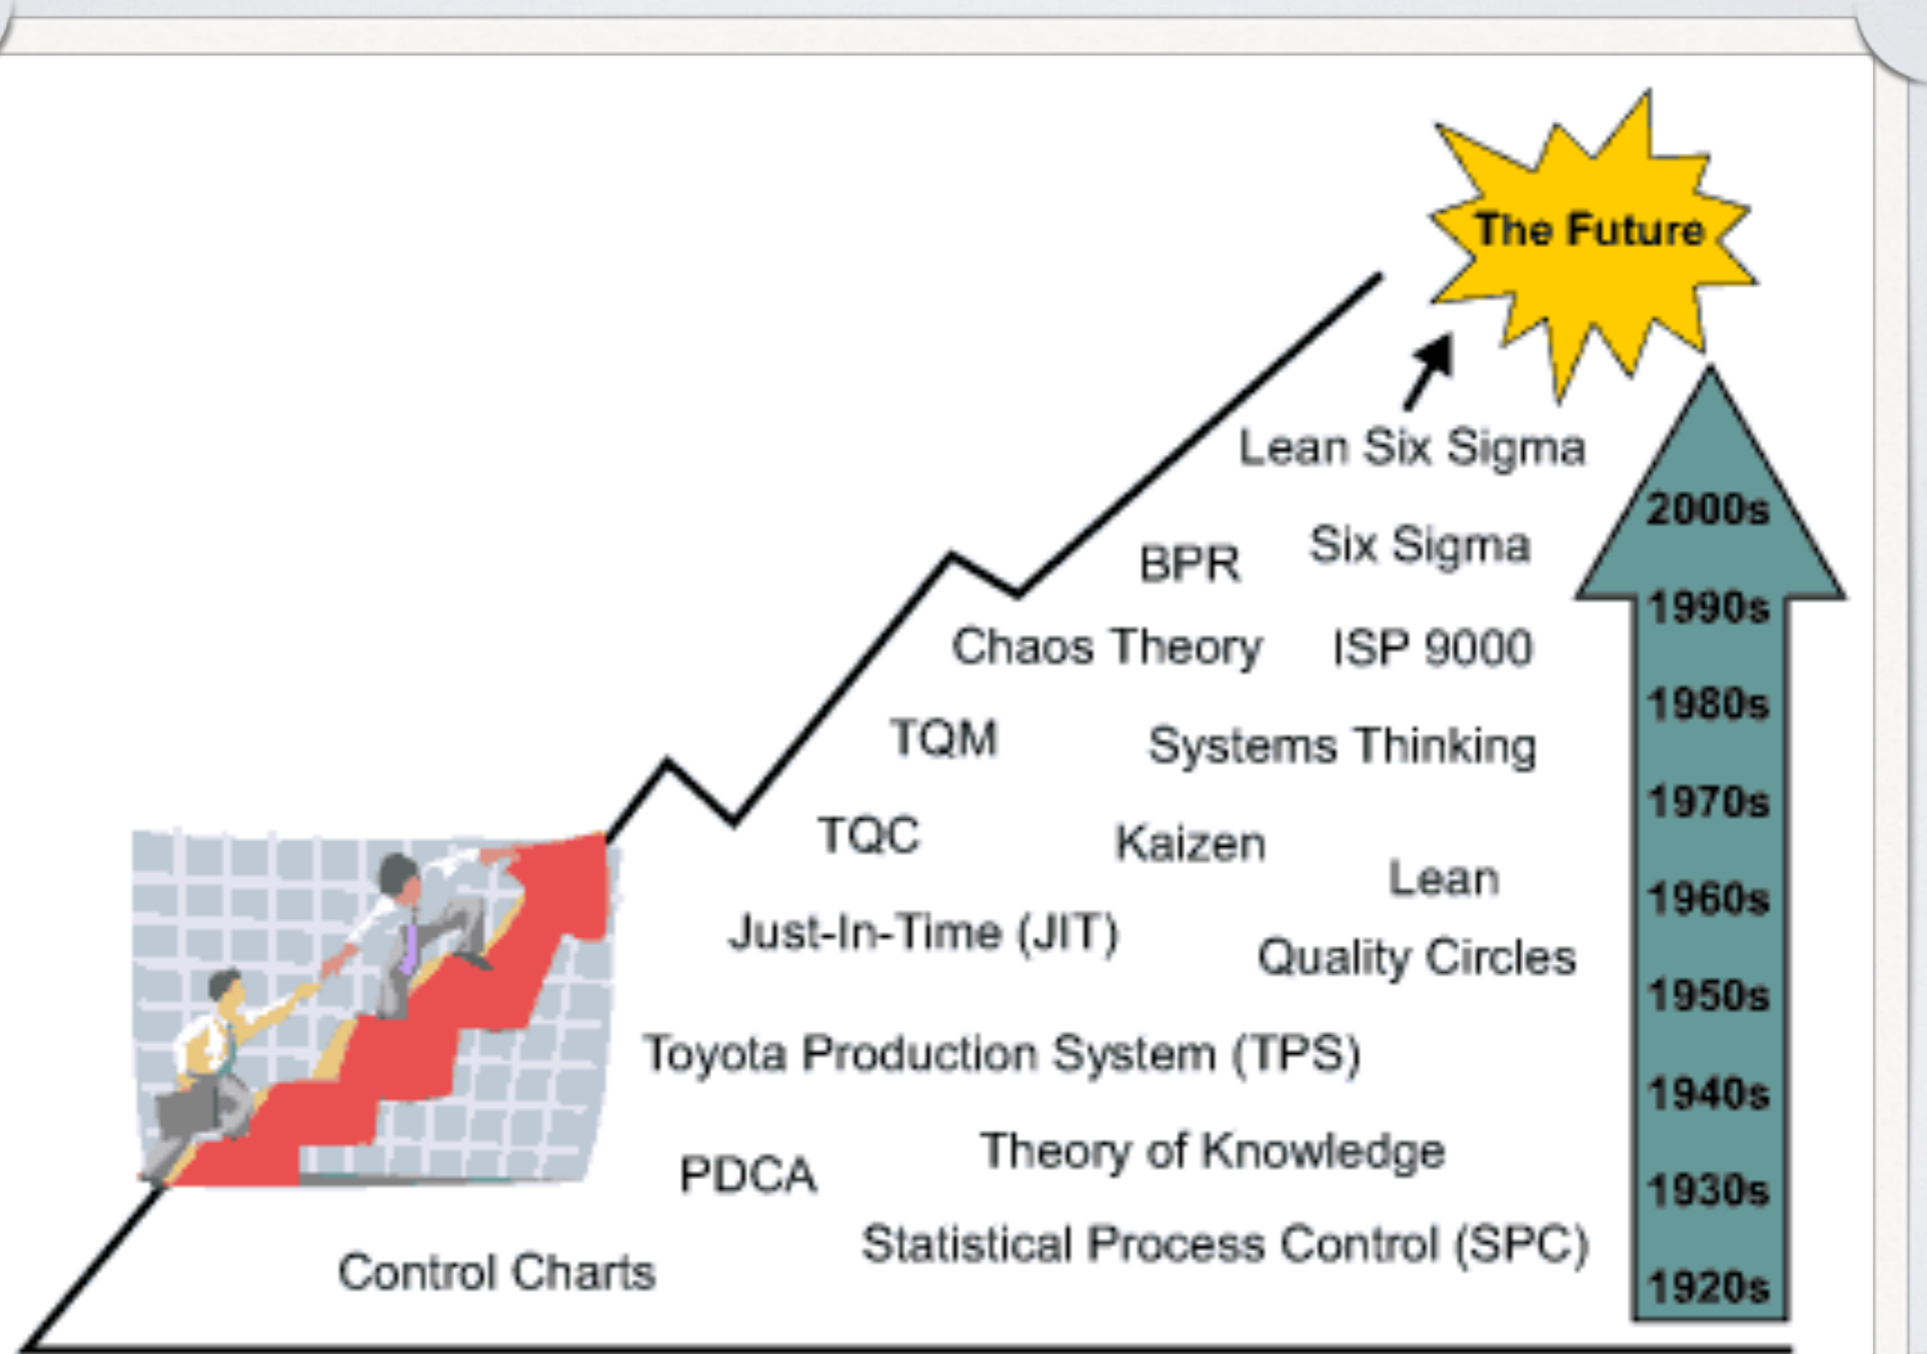 The Future
Lean Six Sigma
2000s
BPR
Six Sigma
1990s
Chaos Theory
ISP 9000
1980s
TQM
Systems Thinking
1970s
TQC
Kaizen
Lean
1960s
Just-In-Time (JIT)
Quality Circles
1950s
Toyota Production System (TPS)
1940s
PDCA
Theory of Knowledge
1930s
Control Charts
Statistical Process Control (SPC)
1920s